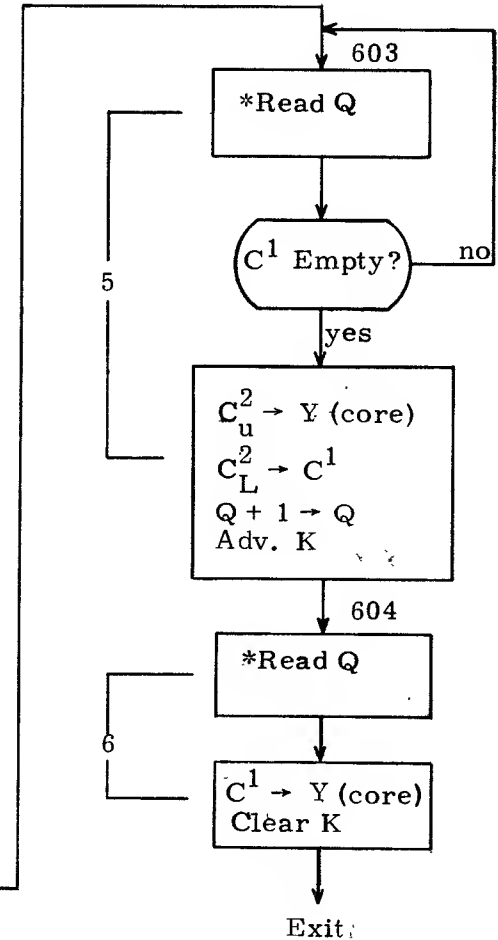 603
*Read Q
C¹ Empty?
no
5
yes
C²ᵤ → Y (core)
C²_L → C¹
Q + 1 → Q
Adv. K
604
*Read Q
6
C¹ → Y (core)
Clear K
Exit